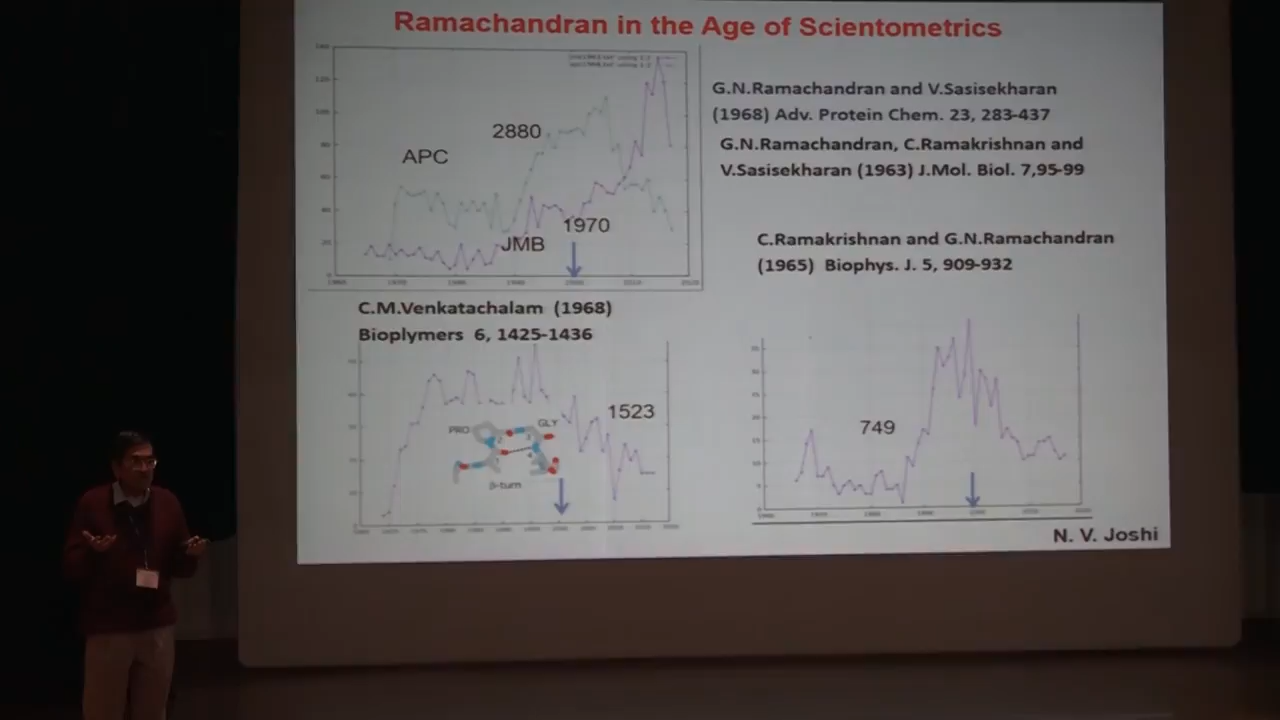 Ramachandran in the Age of Scientometrics
G.N.Ramachandran and V.Sasisekharan
(1968) Adv. Protein Chem. 23, 283-437
G.N.Ramachandran, C.Ramakrishnan and
V.Sasisekharan (1963) J.Mol. Biol. 7,95-99
2880
APC
1970
JMB
C.Ramakrishnan and G.N.Ramachandran
(1965) Biophys. J. 5, 909-932
C.M.Venkatachalam (1968)
Bioplymers 6, 1425-1436
1523
PRO
GLY
β-turn
749
N. V. Joshi